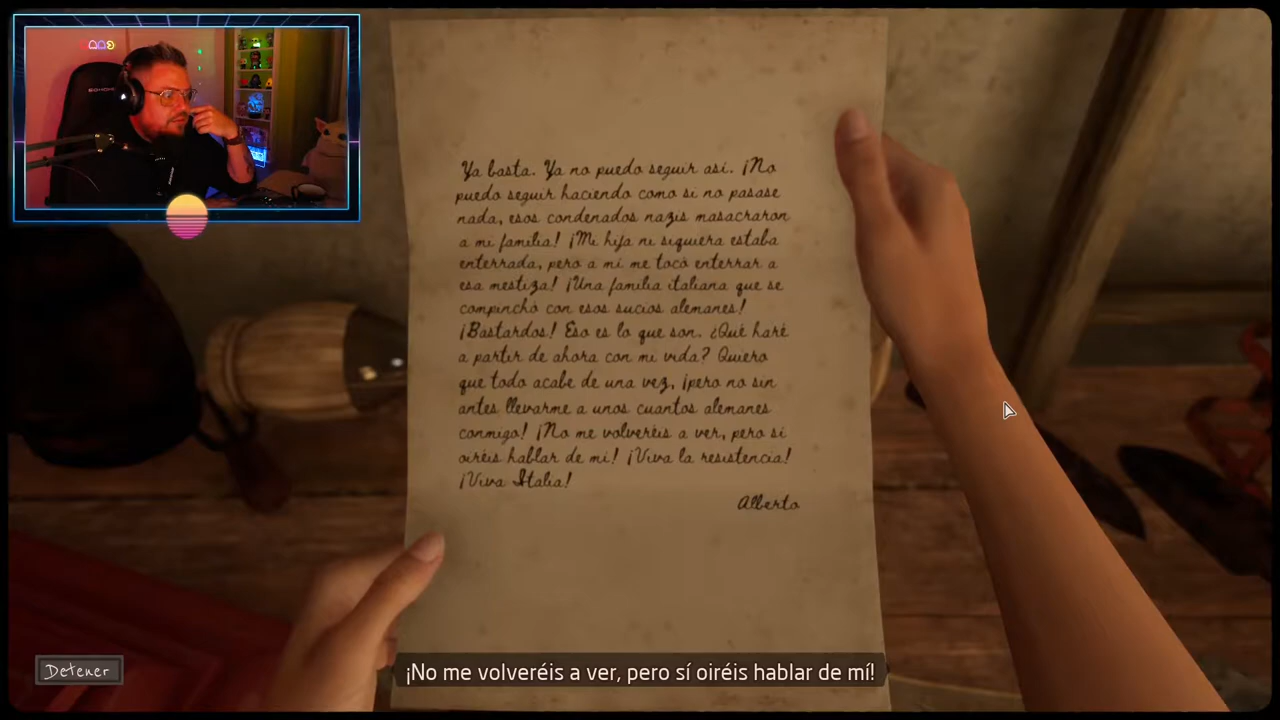 Ya basta. Ya no puedo seguir así. ¡No
puedo seguir haciendo como si no pasase
nada, esos condenados nazis masacraron
a mi familia! ¡Mi hija ni siquiera estaba
enterrada, pero a mí me tocó enterrar a
esa mestiza! ¡Una familia italiana que se
compinchó con esos sucios alemanes!
¡Bastardos! Eso es lo que son. ¿Qué haré
a partir de ahora con mi vida? Quiero
que todo acabe de una vez, ¡pero no sin
antes llevarme a unos cuantos alemanes
conmigo! ¡No me volveréis a ver, pero sí
oiréis hablar de mí! ¡Viva la resistencia!
¡Viva Italia!
Alberto
Detener
¡No me volveréis a ver, pero sí oiréis hablar de mí!